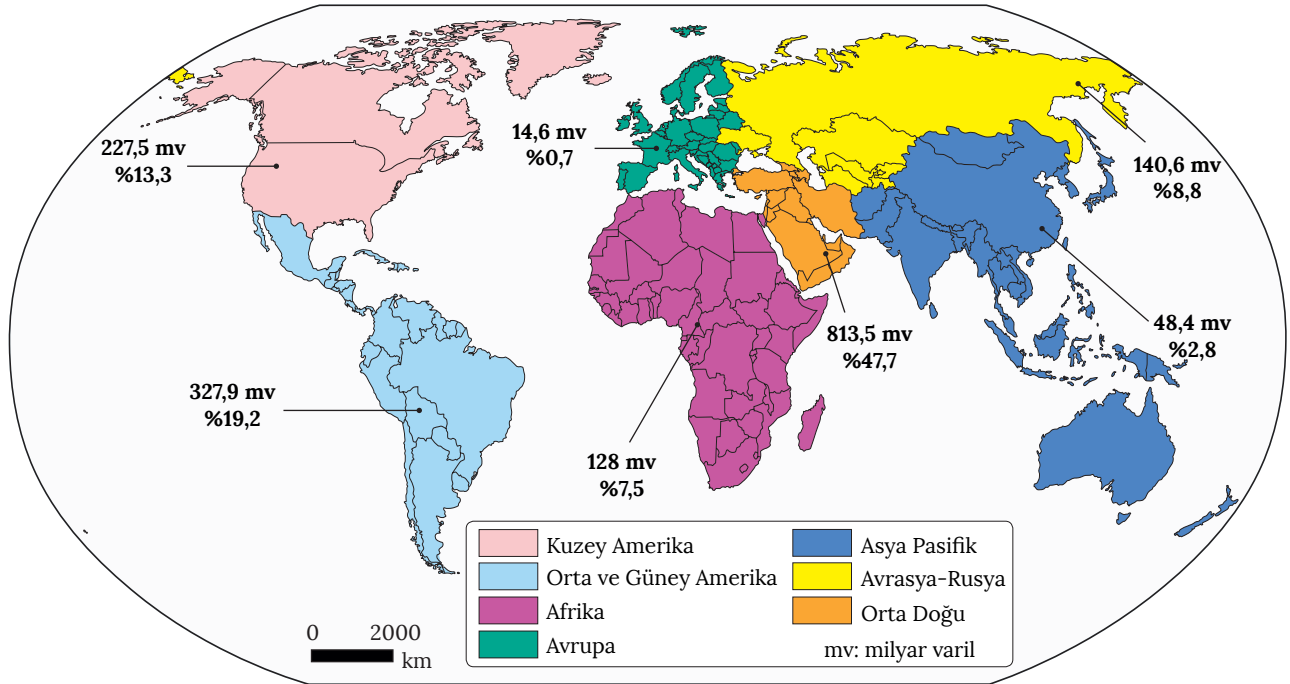 227,5 mv
%13,3
14,6 mv
%0,7
140,6 mv
%8,8
48,4 mv
%2,8
813,5 mv
%47,7
327,9 mv
%19,2
128 mv
%7,5
Kuzey Amerika
Orta ve Güney Amerika
Afrika
Avrupa
Asya Pasifik
Avrasya-Rusya
Orta Doğu
mv: milyar varil
0 2000
km